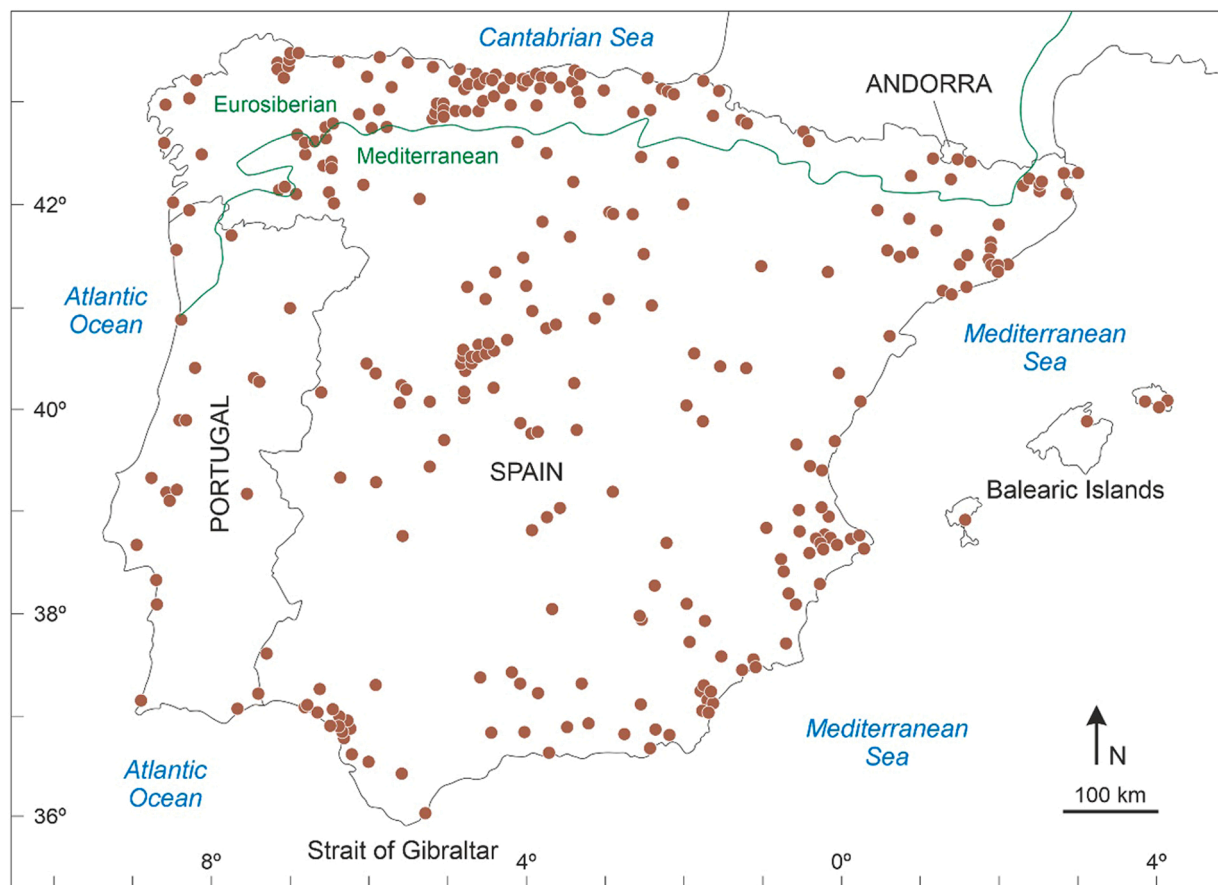 Cantabrian Sea
ANDORRA
Eurosiberian
Mediterranean
42º
Atlantic
Ocean
Mediterranean
Sea
40º
PORTUGAL
SPAIN
Balearic Islands
38º
Mediterranean
Sea
N
Atlantic
Ocean
100 km
36º
Strait of Gibraltar
8º
4º
0º
4º